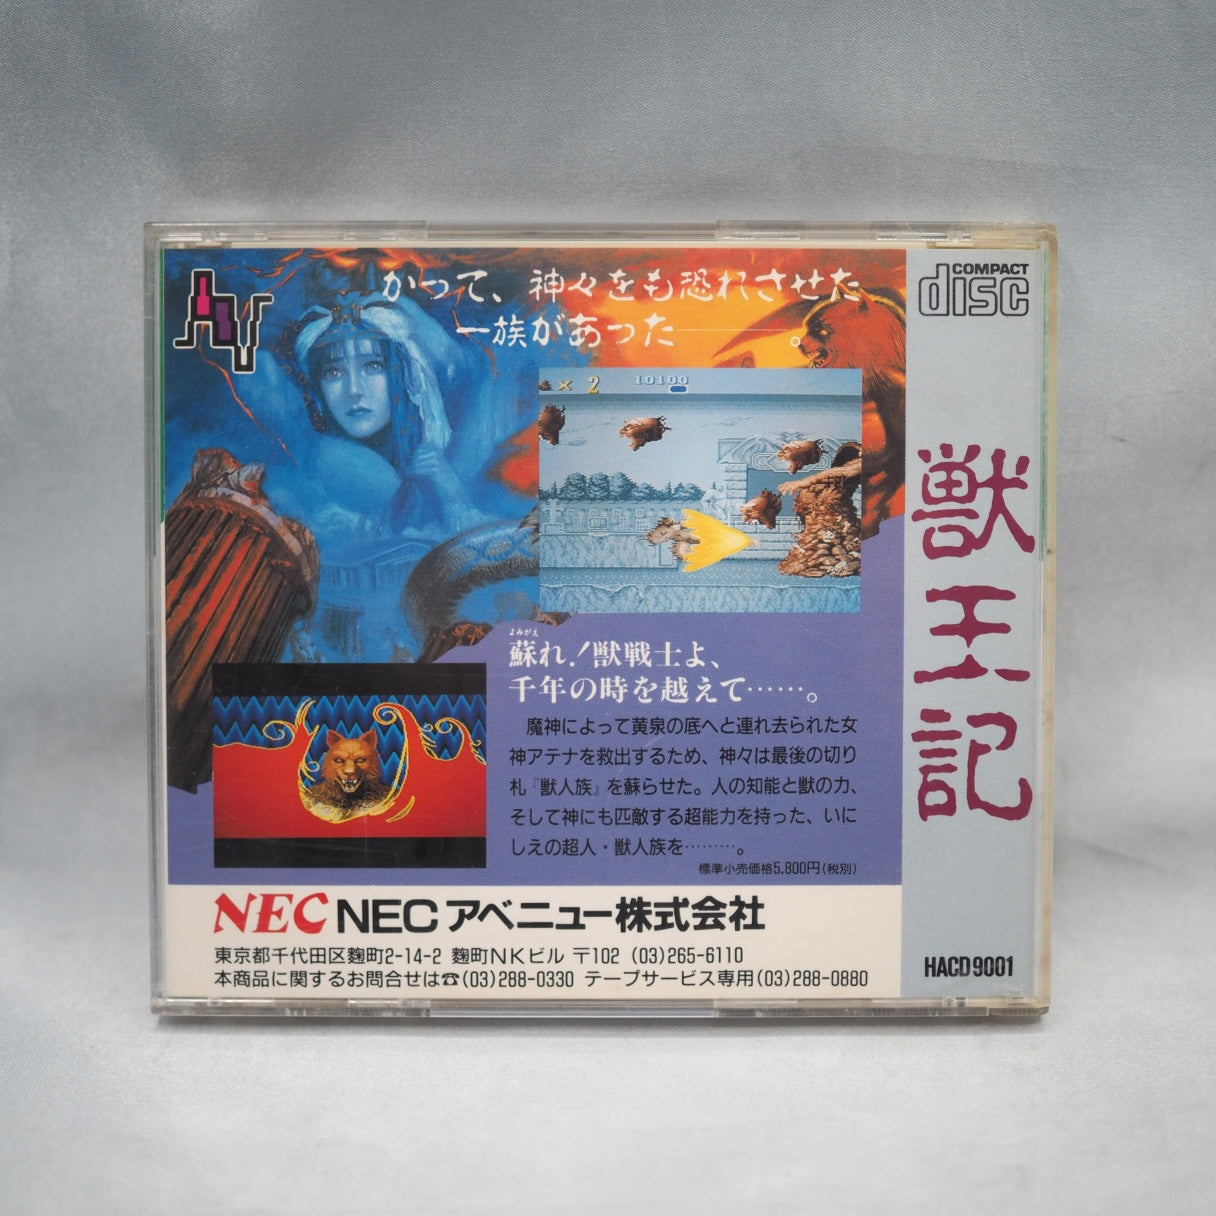 AV
かつて、神々をも恐れさせた
一族があった―――。
COMPACT
disc
× 2 10100
獣王記
よみがえ
蘇れ!獣戦士よ、
千年の時を越えて……。
魔神によって黄泉の底へと連れ去られた女
神アテナを救出するため、神々は最後の切り
札『獣人族』を蘇らせた。人の知能と獣の力、
そして神にも匹敵する超能力を持った、いに
しえの超人・獣人族を………。
標準小売価格5,800円(税別)
NEC NECアベニュー株式会社
東京都千代田区麴町2-14-2 麴町NKビル 〒102 (03)265-6110
本商品に関するお問合せは☎(03)288-0330 テープサービス専用(03)288-0880
HACD9001